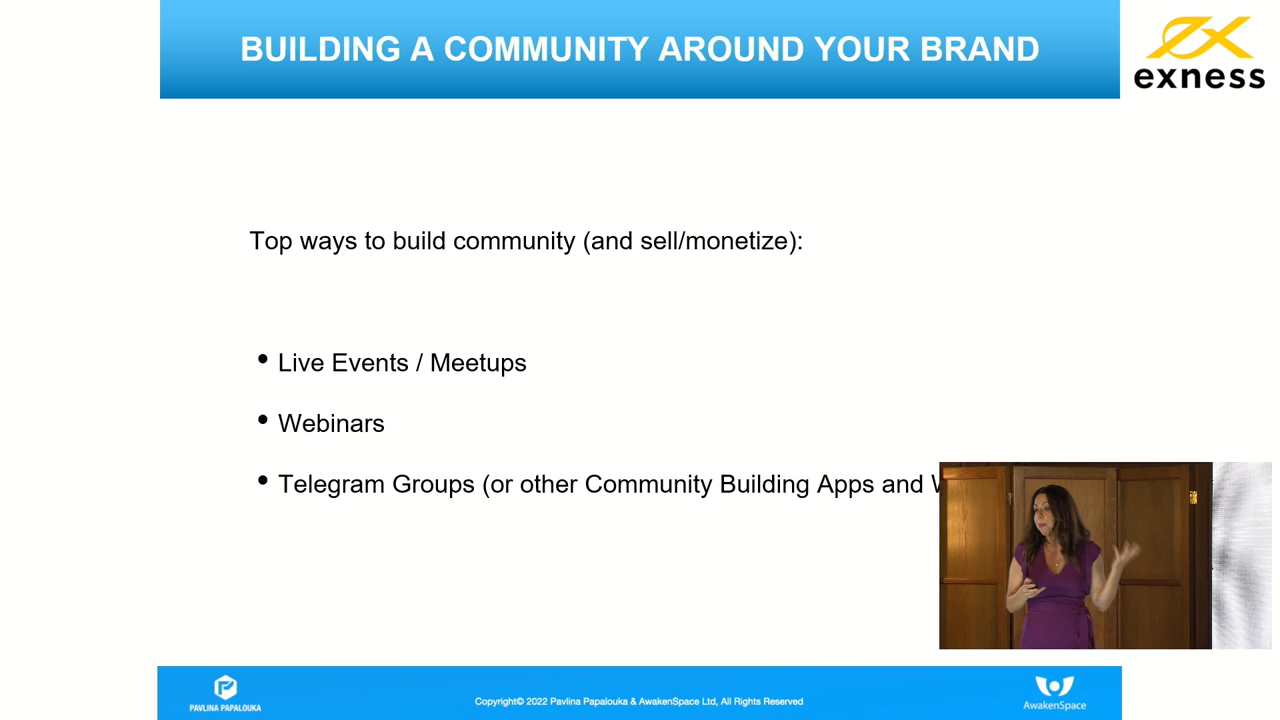 BUILDING A COMMUNITY AROUND YOUR BRAND
exness
Top ways to build community (and sell/monetize):
• Live Events / Meetups
• Webinars
• Telegram Groups (or other Community Building Apps and
PAVLINA PAPALOUKA
Copyright© 2022 Pavlina Papalouka & AwakenSpace Ltd, All Rights Reserved
AwakenSpace